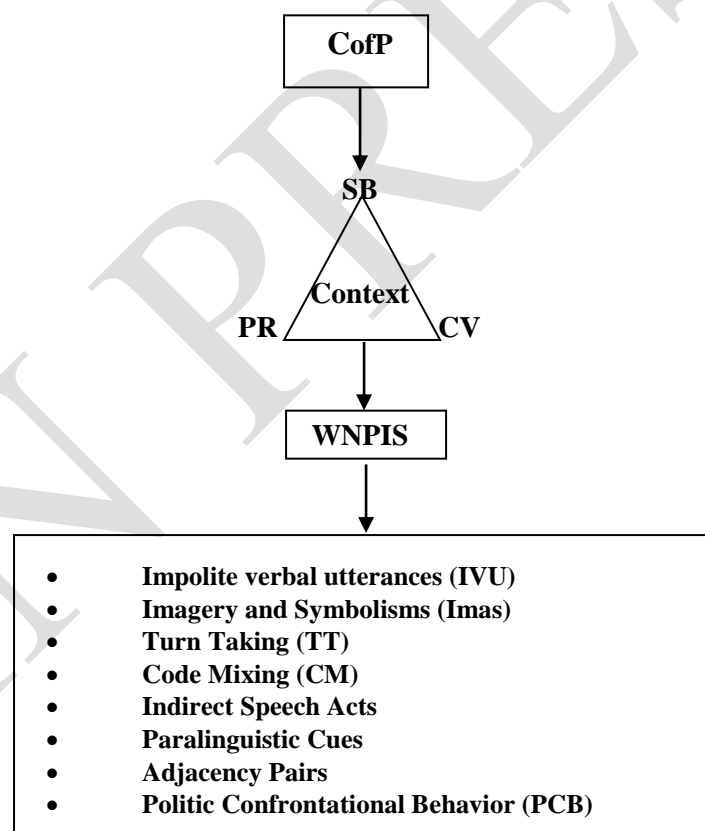 CofP
SB
Context
PR CV
WNPIS
• Impolite verbal utterances (IVU)
• Imagery and Symbolisms (Imas)
• Turn Taking (TT)
• Code Mixing (CM)
• Indirect Speech Acts
• Paralinguistic Cues
• Adjacency Pairs
• Politic Confrontational Behavior (PCB)